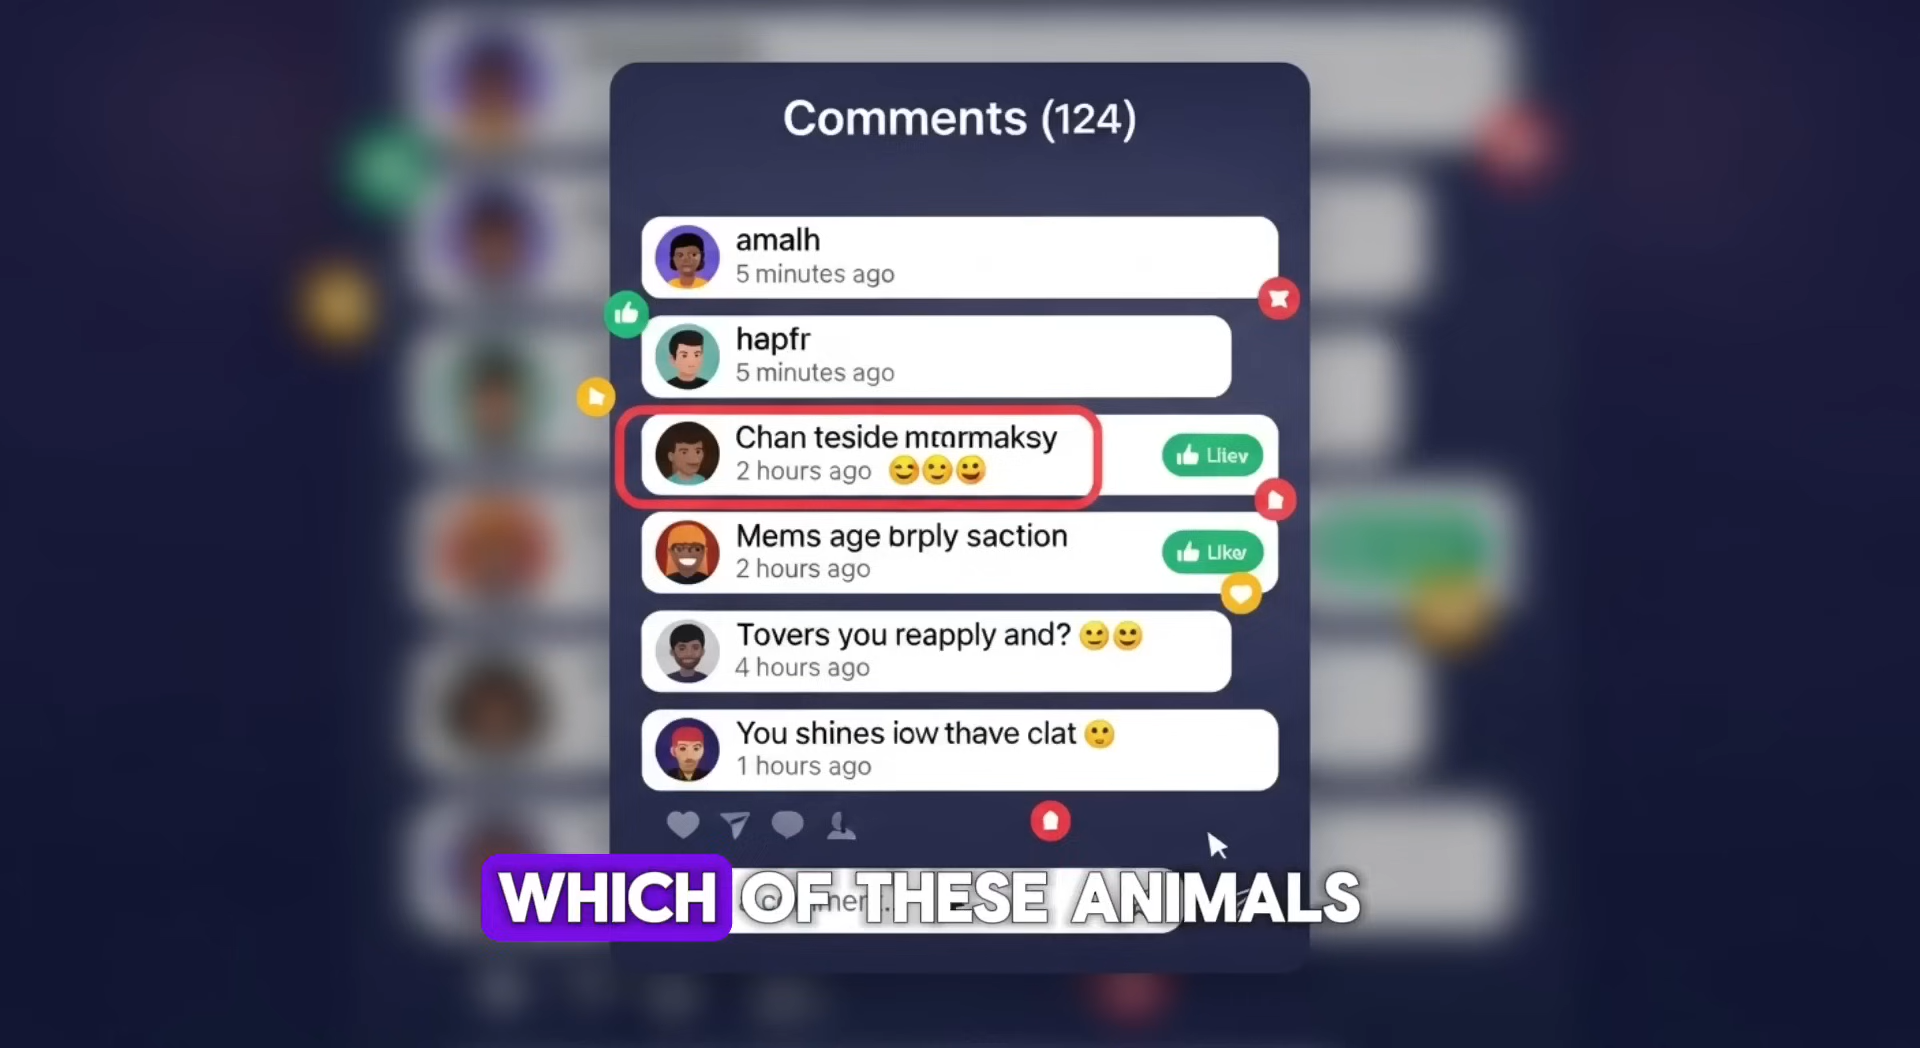 Comments (124)
amalh
5 minutes ago
hapfr
5 minutes ago
Chan teside mtormaksy
2 hours ago 😊😉😀
Liev
Mems age brply saction
2 hours ago
Like
Tovers you reapply and? 😉😃
4 hours ago
You shines iow thave clat 🙂
1 hours ago
WHICH OF THESE ANIMALS